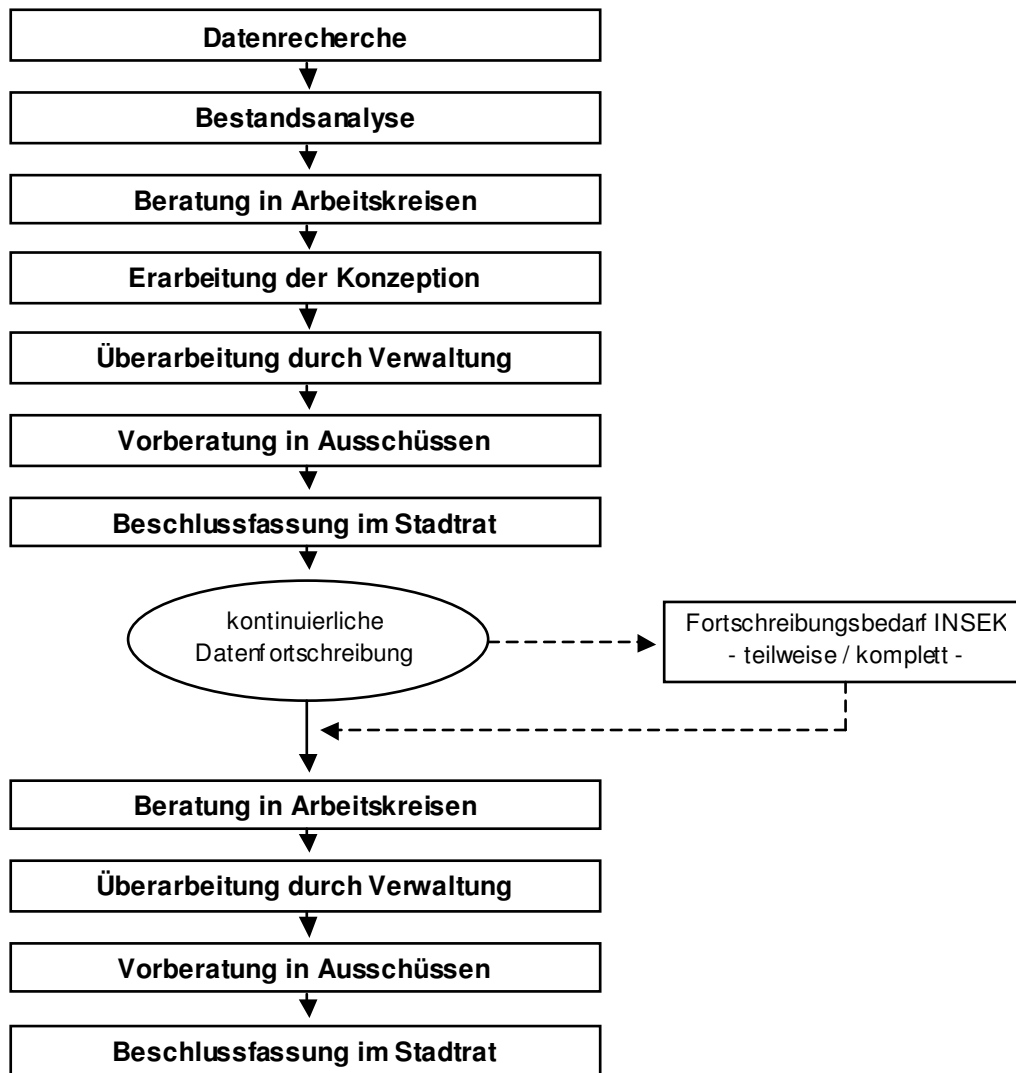 Datenrecherche
Bestandsanalyse
Beratung in Arbeitskreisen
Erarbeitung der Konzeption
Überarbeitung durch Verwaltung
Vorberatung in Ausschüssen
Beschlussfassung im Stadtrat
kontinuierliche
Datenfortschreibung
Fortschreibungsbedarf INSEK
- teilweise / komplett -
Beratung in Arbeitskreisen
Überarbeitung durch Verwaltung
Vorberatung in Ausschüssen
Beschlussfassung im Stadtrat